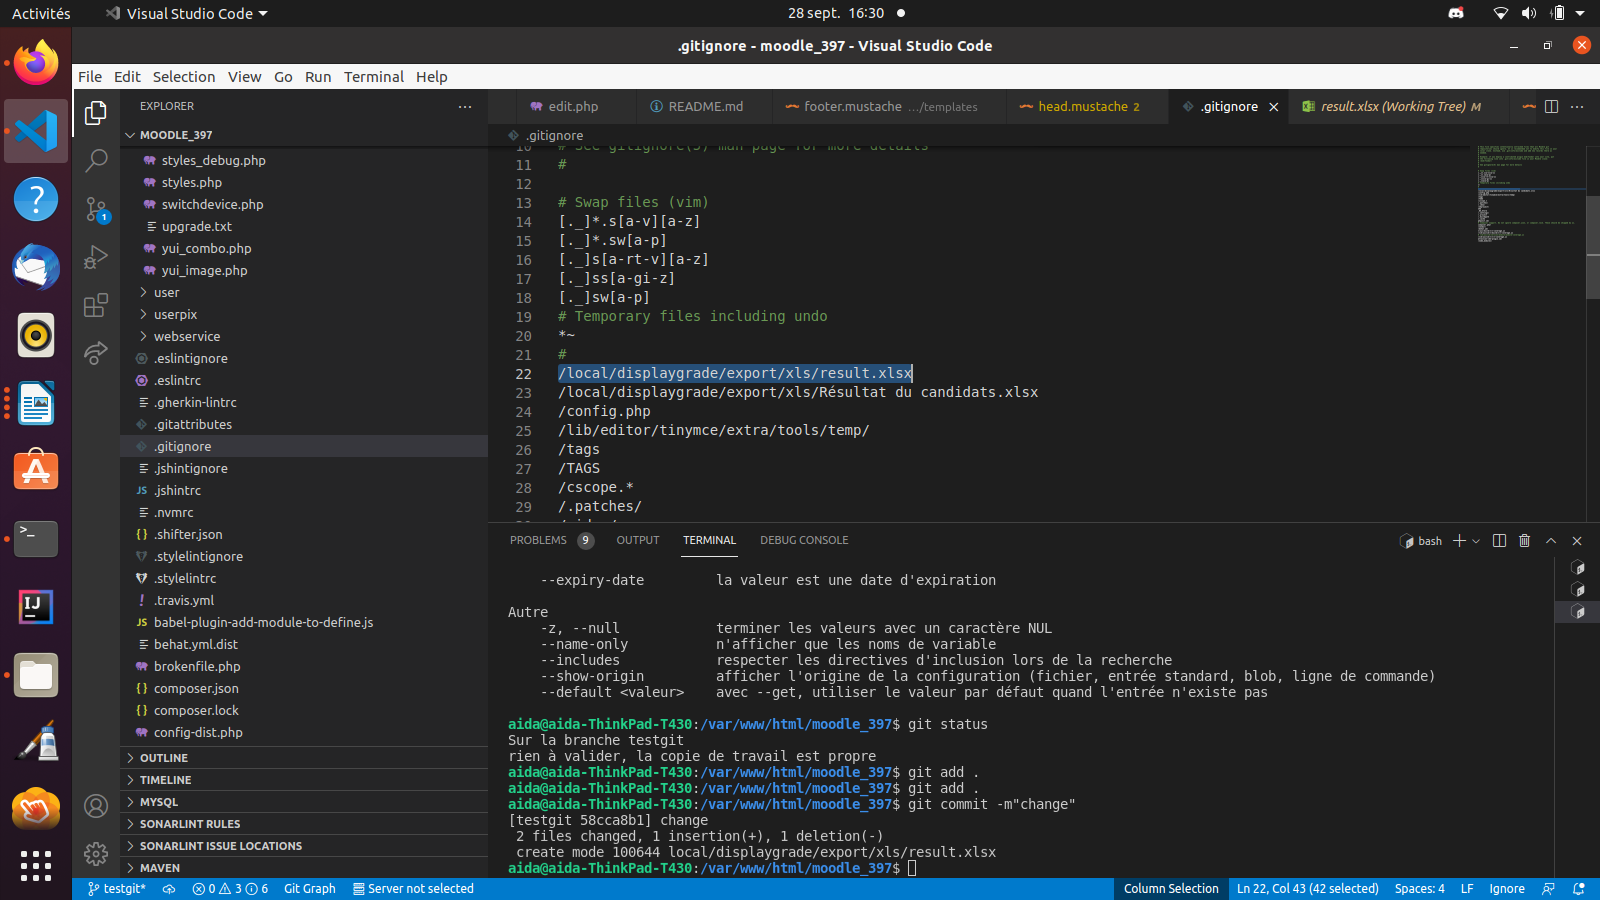 Activités
Visual Studio Code
28 sept. 16:30
.gitignore - moodle_397 - Visual Studio Code
File Edit Selection View Go Run Terminal Help
EXPLORER
MOODLE_397
styles_debug.php
styles.php
switchdevice.php
upgrade.txt
yui_combo.php
yui_image.php
user
userpix
webservice
.eslintignore
.eslintrc
.gherkin-lintrc
.gitattributes
.gitignore
.jshintignore
.jshintrc
.nvmrc
.shifter.json
.stylelintignore
.stylelintrc
.travis.yml
babel-plugin-add-module-to-define.js
behat.yml.dist
brokenfile.php
composer.json
composer.lock
config-dist.php
OUTLINE
TIMELINE
MYSQL
SONARLINT RULES
SONARLINT ISSUE LOCATIONS
MAVEN
edit.php
README.md
footer.mustache .../templates
head.mustache 2
.gitignore
result.xlsx (Working Tree) M
.gitignore
10 # See gitignore(5) man page for more details
11 #
12
13 # Swap files (vim)
14 [._]*.s[a-v][a-z]
15 [._]*.sw[a-p]
16 [._]s[a-rt-v][a-z]
17 [._]ss[a-gi-z]
18 [._]sw[a-p]
19 # Temporary files including undo
20 *~
21 #
22 /local/displaygrade/export/xls/result.xlsx
23 /local/displaygrade/export/xls/Résultat du candidats.xlsx
24 /config.php
25 /lib/editor/tinymce/extra/tools/temp/
26 /tags
27 /TAGS
28 /cscope.*
29 /.patches/
PROBLEMS 9 OUTPUT TERMINAL DEBUG CONSOLE
bash
--expiry-date la valeur est une date d'expiration
Autre
-z, --null terminer les valeurs avec un caractère NUL
--name-only n'afficher que les noms de variable
--includes respecter les directives d'inclusion lors de la recherche
--show-origin afficher l'origine de la configuration (fichier, entrée standard, blob, ligne de commande)
--default <valeur> avec --get, utiliser le valeur par défaut quand l'entrée n'existe pas
aida@aida-ThinkPad-T430:/var/www/html/moodle_397$ git status
Sur la branche testgit
rien à valider, la copie de travail est propre
aida@aida-ThinkPad-T430:/var/www/html/moodle_397$ git add .
aida@aida-ThinkPad-T430:/var/www/html/moodle_397$ git add .
aida@aida-ThinkPad-T430:/var/www/html/moodle_397$ git commit -m"change"
[testgit 58cca8b1] change
2 files changed, 1 insertion(+), 1 deletion(-)
create mode 100644 local/displaygrade/export/xls/result.xlsx
aida@aida-ThinkPad-T430:/var/www/html/moodle_397$
testgit* 0 3 6 Git Graph Server not selected
Column Selection Ln 22, Col 43 (42 selected) Spaces: 4 LF Ignore